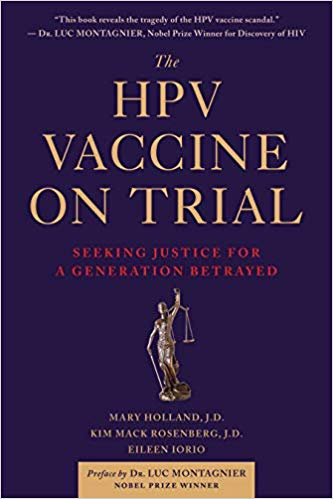 "This book reveals the tragedy of the HPV vaccine scandal."
— Dr. LUC MONTAGNIER, Nobel Prize Winner for Discovery of HIV
The
HPV
VACCINE
ON TRIAL
SEEKING JUSTICE FOR
A GENERATION BETRAYED
MARY HOLLAND, J.D.
KIM MACK ROSENBERG, J.D.
EILEEN IORIO
Preface by Dr. LUC MONTAGNIER
NOBEL PRIZE WINNER